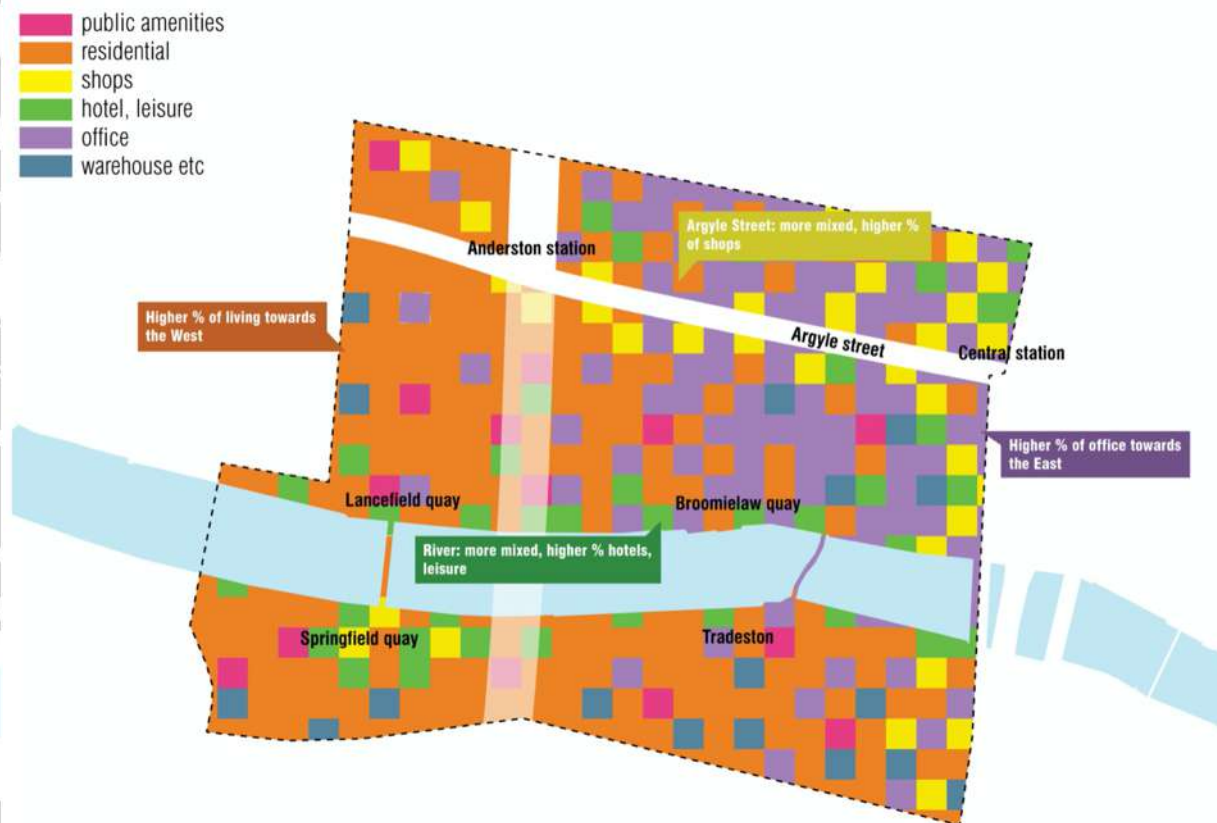 public amenities
residential
shops
hotel, leisure
office
warehouse etc
Argyle Street: more mixed, higher %
of shops
Anderston station
Higher % of living towards
the West
Argyle street
Central station
Higher % of office towards
the East
Lancefield quay
Broomielaw quay
River: more mixed, higher % hotels,
leisure
Springfield quay
Tradeston